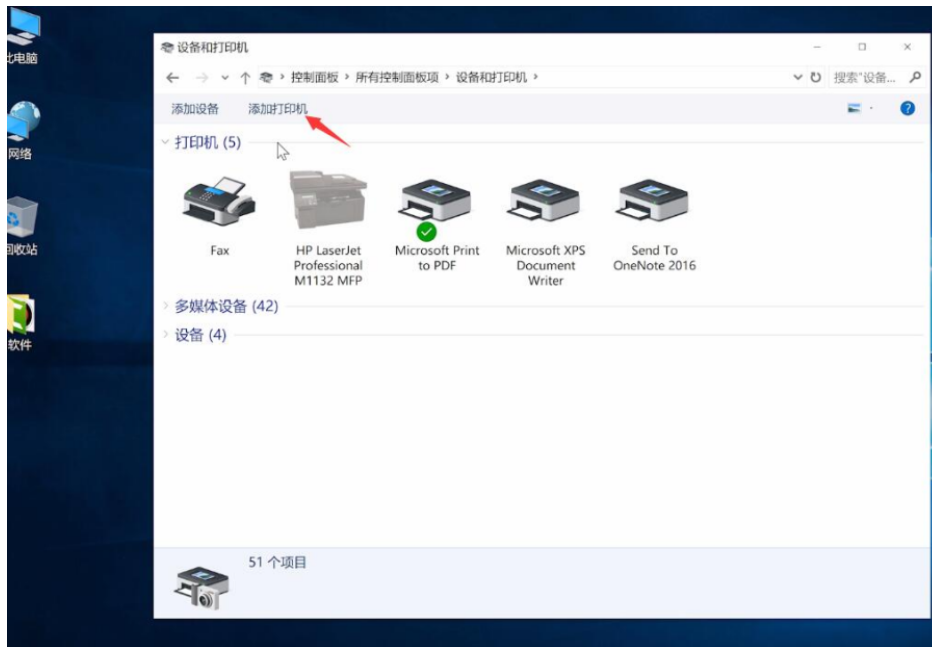 此电脑
网络
回收站
软件
设备和打印机
控制面板 › 所有控制面板项 › 设备和打印机 ›
搜索"设备...
添加设备 添加打印机
打印机 (5)
Fax
HP LaserJet
Professional
M1132 MFP
Microsoft Print
to PDF
Microsoft XPS
Document
Writer
Send To
OneNote 2016
多媒体设备 (42)
设备 (4)
51 个项目